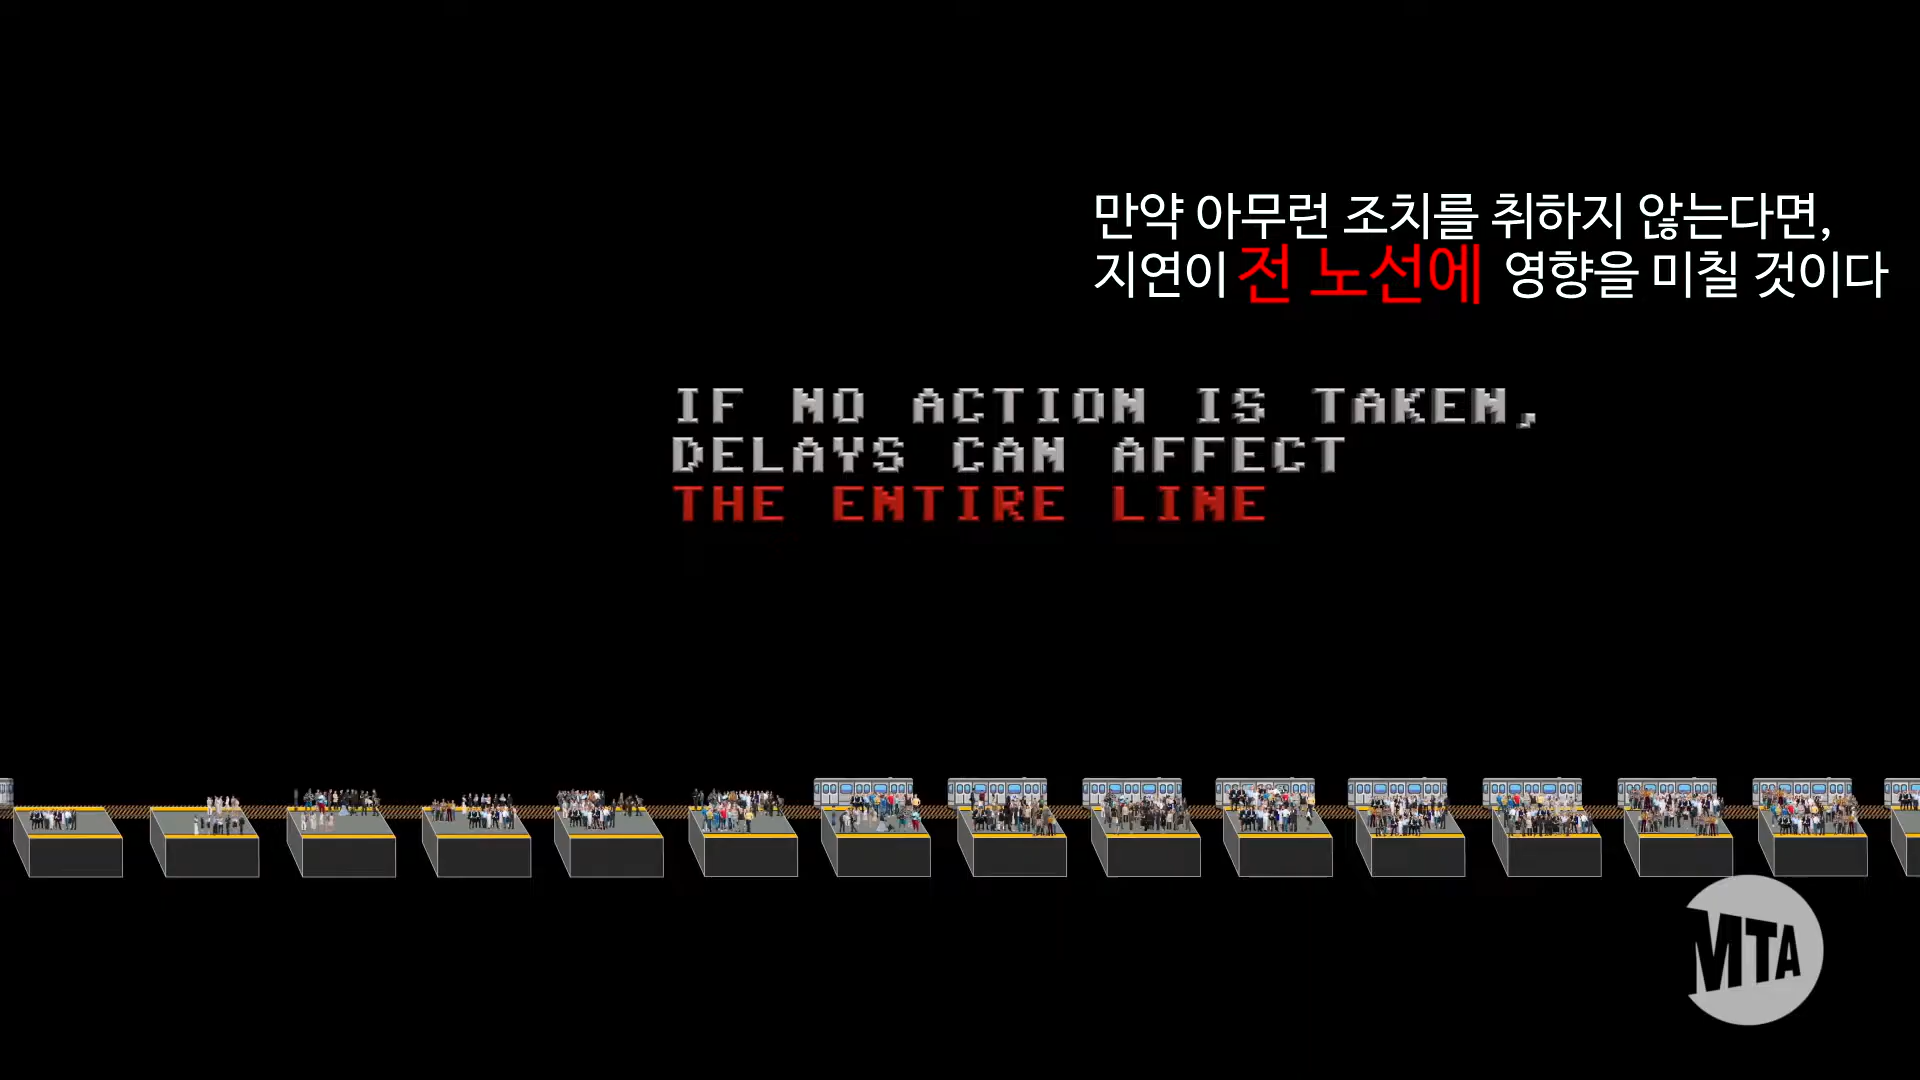 만약 아무런 조치를 취하지 않는다면,
지연이 전 노선에 영향을 미칠 것이다
IF NO ACTION IS TAKEN,
DELAYS CAN AFFECT
THE ENTIRE LINE
MTA